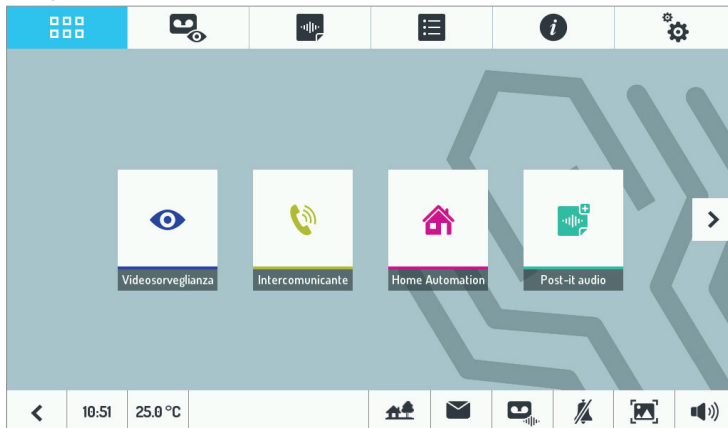 Videosorveglianza
Intercomunicante
Home Automation
Post-it audio
10:51
25.0 °C